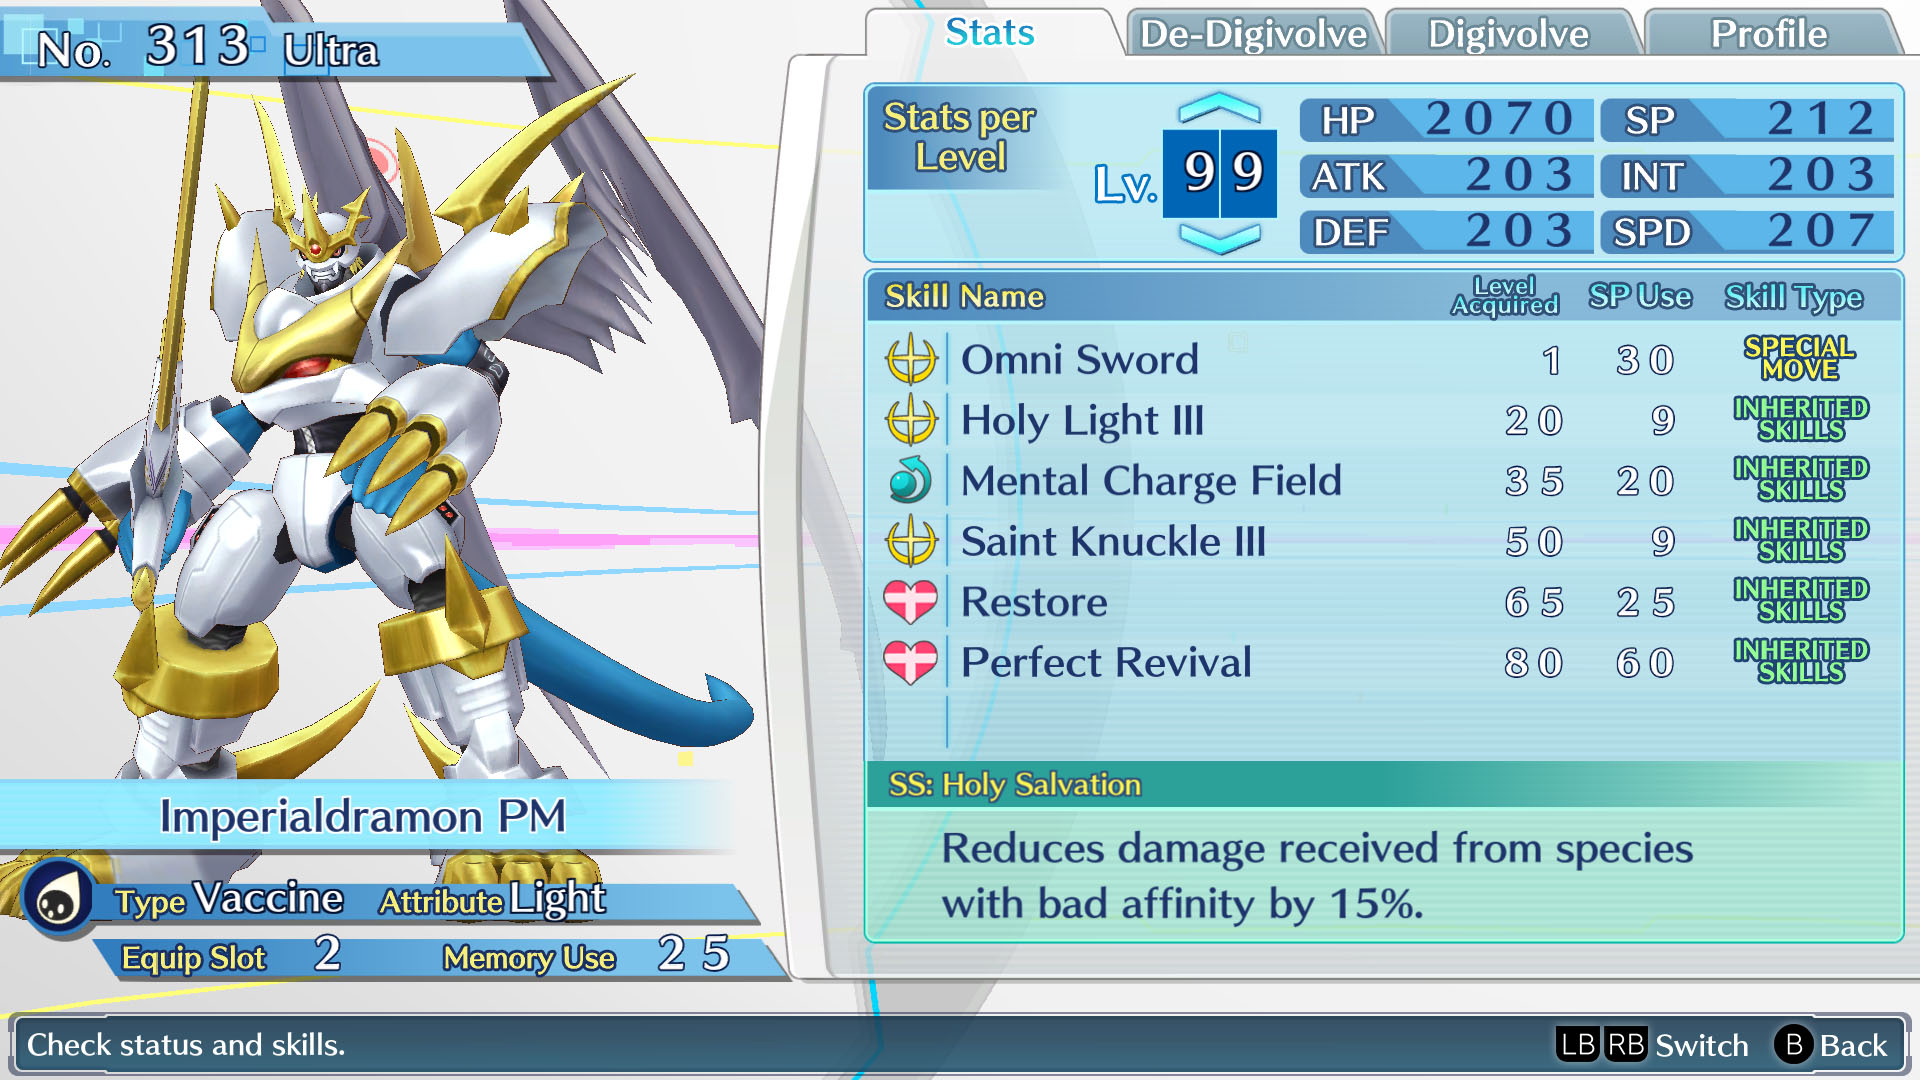 No. 313 Ultra
Stats De-Digivolve Digivolve Profile
Stats per
Level
Lv. 99
HP 2070 SP 212
ATK 203 INT 203
DEF 203 SPD 207
Skill Name Level Acquired SP Use Skill Type
Omni Sword 1 30 SPECIAL MOVE
Holy Light III 20 9 INHERITED SKILLS
Mental Charge Field 35 20 INHERITED SKILLS
Saint Knuckle III 50 9 INHERITED SKILLS
Restore 65 25 INHERITED SKILLS
Perfect Revival 80 60 INHERITED SKILLS
SS: Holy Salvation
Reduces damage received from species
with bad affinity by 15%.
Imperialdramon PM
Type Vaccine Attribute Light
Equip Slot 2 Memory Use 25
Check status and skills.
LB RB Switch B Back